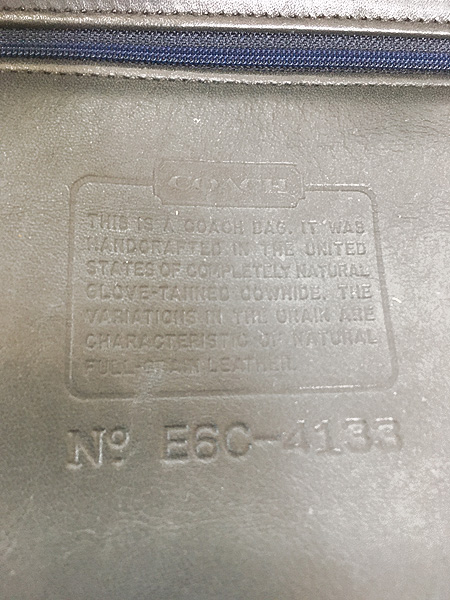 COACH
THIS IS A COACH BAG. IT WAS
HANDCRAFTED IN THE UNITED
STATES OF COMPLETELY NATURAL
GLOVE-TANNED COWHIDE. THE
VARIATIONS IN THE GRAIN ARE
CHARACTERISTIC OF NATURAL
FULL-GRAIN LEATHER.
Nº E6C-4133